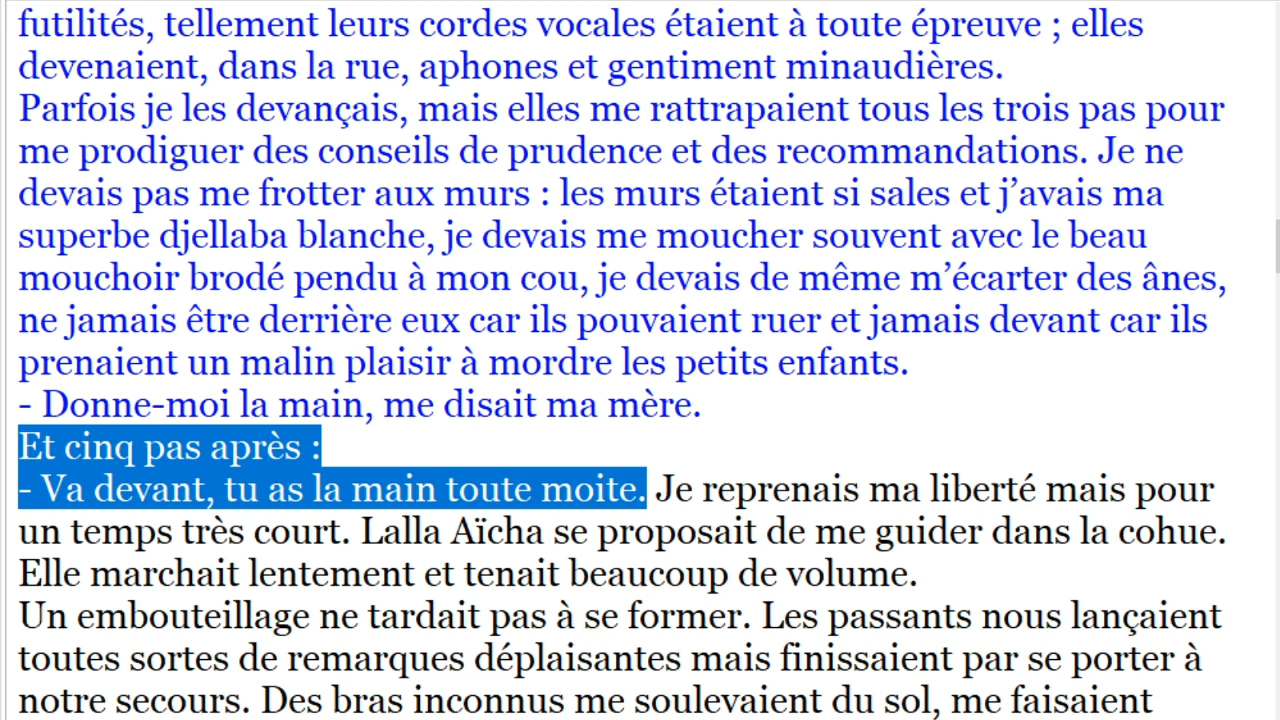 futilités, tellement leurs cordes vocales étaient à toute épreuve ; elles
devenaient, dans la rue, aphones et gentiment minaudières.
Parfois je les devançais, mais elles me rattrapaient tous les trois pas pour
me prodiguer des conseils de prudence et des recommandations. Je ne
devais pas me frotter aux murs : les murs étaient si sales et j’avais ma
superbe djellaba blanche, je devais me moucher souvent avec le beau
mouchoir brodé pendu à mon cou, je devais de même m’écarter des ânes,
ne jamais être derrière eux car ils pouvaient ruer et jamais devant car ils
prenaient un malin plaisir à mordre les petits enfants.
- Donne-moi la main, me disait ma mère.
Et cinq pas après :
- Va devant, tu as la main toute moite. Je reprenais ma liberté mais pour
un temps très court. Lalla Aïcha se proposait de me guider dans la cohue.
Elle marchait lentement et tenait beaucoup de volume.
Un embouteillage ne tardait pas à se former. Les passants nous lançaient
toutes sortes de remarques déplaisantes mais finissaient par se porter à
notre secours. Des bras inconnus me soulevaient du sol, me faisaient